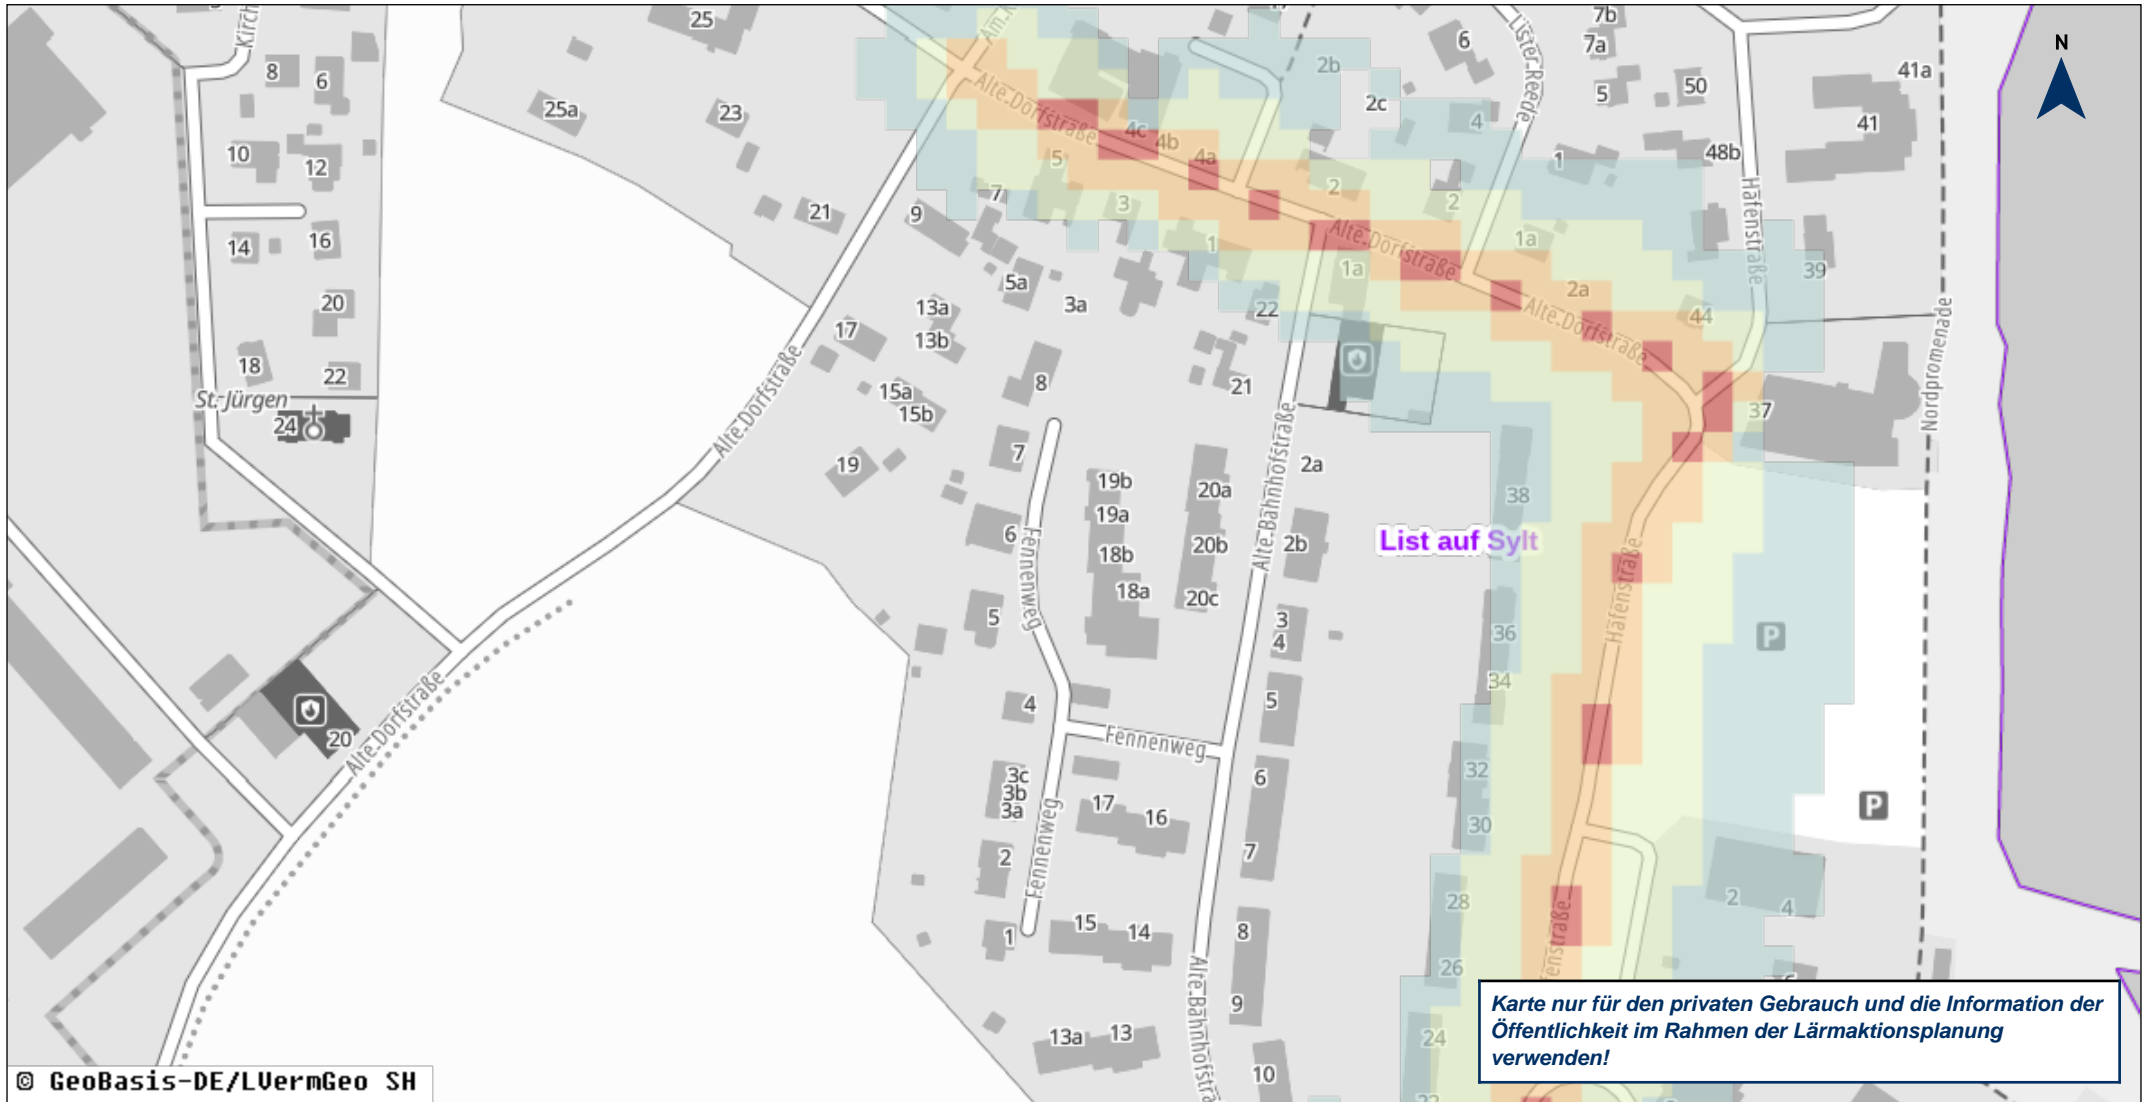 25
Kirch
8
6
25a
23
10
12
21
14
16
20
18
22
St.-Jürgen
24
9
7
5
3
1
Am.K
Alte-Dorfstraße
4c
4b
4a
2b
2c
2
6
Lister-Reede
4
2
7b
7a
5
50
1
48b
41a
41
N
Hafenstraße
39
Nordpromenade
Alte-Dorfstraße
1a
1a
2a
Alte-Dorfstraße
44
37
5a
3a
13a
13b
17
15a
15b
19
8
22
21
Alte-Dorfstraße
7
6
5
4
Fennenweg
19b
19a
18b
18a
20a
20b
20c
Alte-Bahnhofstraße
2a
2b
List auf Sylt
38
36
34
32
30
28
26
24
22
Hafenstraße
P
P
3
4
5
6
7
8
9
10
Fennenweg
3c
3b
3a
2
1
Fennenweg
17
16
15
14
13a
13
Alte-Bahnhofstra
20
Alte-Dorfstraße
2
4
fenstraße
Karte nur für den privaten Gebrauch und die Information der
Öffentlichkeit im Rahmen der Lärmaktionsplanung
verwenden!
© GeoBasis-DE/LVermGeo SH